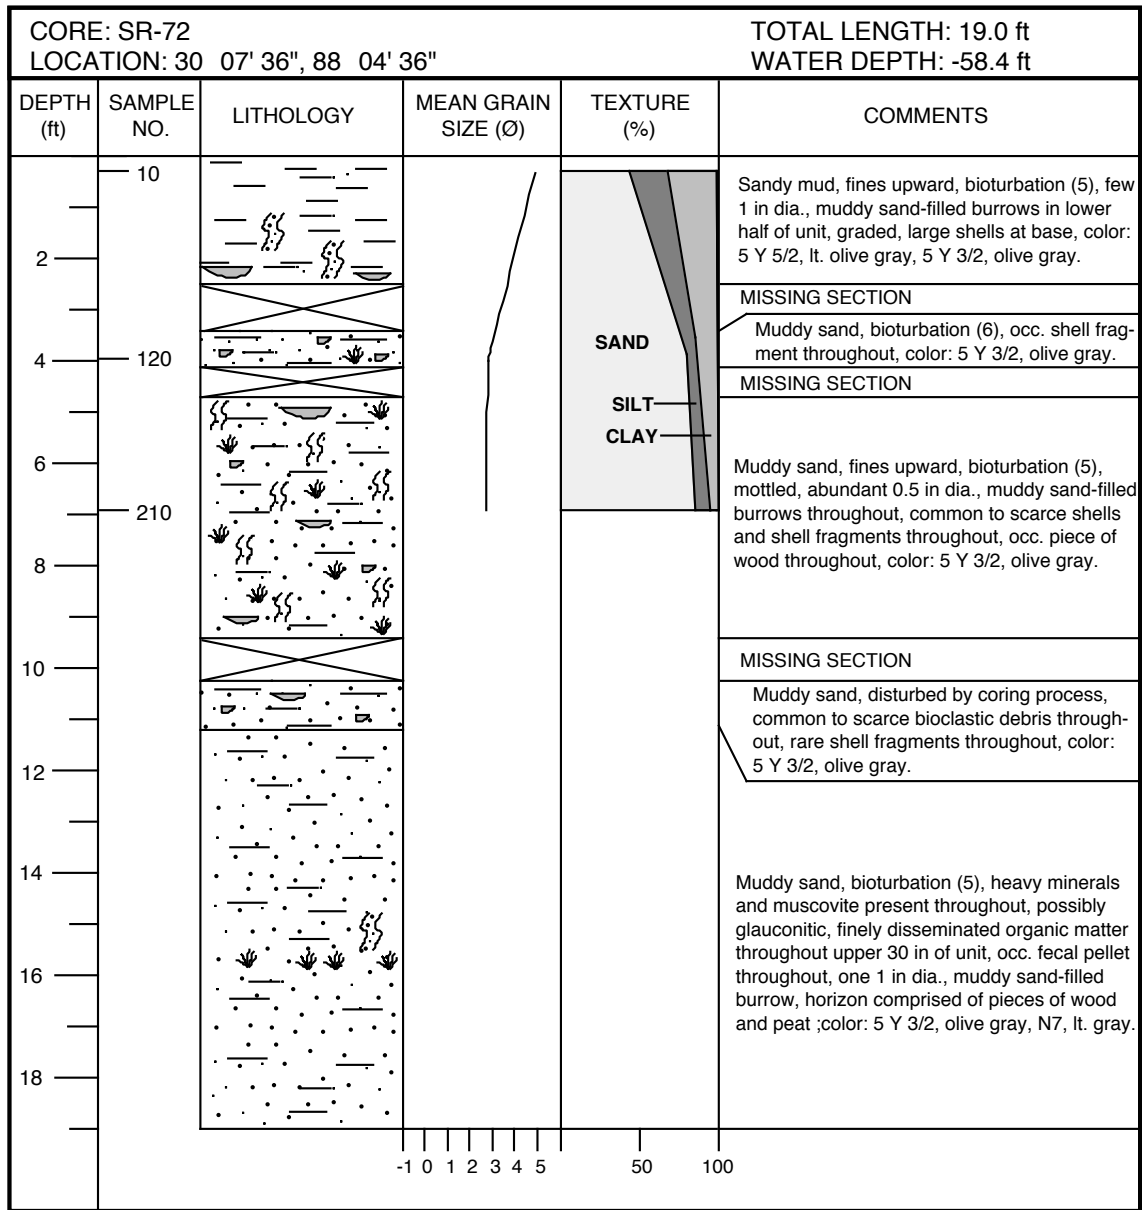 CORE: SR-72
TOTAL LENGTH: 19.0 ft
LOCATION: 30 07' 36", 88 04' 36"
WATER DEPTH: -58.4 ft
DEPTH
(ft)
SAMPLE
NO.
LITHOLOGY
MEAN GRAIN
SIZE (Ø)
TEXTURE
(%)
COMMENTS
10
Sandy mud, fines upward, bioturbation (5), few
1 in dia., muddy sand-filled burrows in lower
half of unit, graded, large shells at base, color:
5 Y 5/2, lt. olive gray, 5 Y 3/2, olive gray.
2
MISSING SECTION
Muddy sand, bioturbation (6), occ. shell frag-
ment throughout, color: 5 Y 3/2, olive gray.
SAND
4
120
MISSING SECTION
SILT
CLAY
6
210
Muddy sand, fines upward, bioturbation (5),
mottled, abundant 0.5 in dia., muddy sand-filled
burrows throughout, common to scarce shells
and shell fragments throughout, occ. piece of
wood throughout, color: 5 Y 3/2, olive gray.
8
10
MISSING SECTION
Muddy sand, disturbed by coring process,
common to scarce bioclastic debris through-
out, rare shell fragments throughout, color:
5 Y 3/2, olive gray.
12
14
Muddy sand, bioturbation (5), heavy minerals
and muscovite present throughout, possibly
glauconitic, finely disseminated organic matter
throughout upper 30 in of unit, occ. fecal pellet
throughout, one 1 in dia., muddy sand-filled
burrow, horizon comprised of pieces of wood
and peat ;color: 5 Y 3/2, olive gray, N7, lt. gray.
16
18
-1 0 1 2 3 4 5
50 100